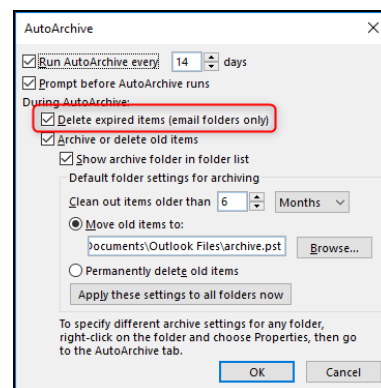 AutoArchive
Run AutoArchive every 14 days
Prompt before AutoArchive runs
During AutoArchive:
Delete expired items (email folders only)
Archive or delete old items
Show archive folder in folder list
Default folder settings for archiving
Clean out items older than 6 Months
Move old items to:
Documents\Outlook Files\archive.pst Browse...
Permanently delete old items
Apply these settings to all folders now
To specify different archive settings for any folder,
right-click on the folder and choose Properties, then go
to the AutoArchive tab.
OK Cancel